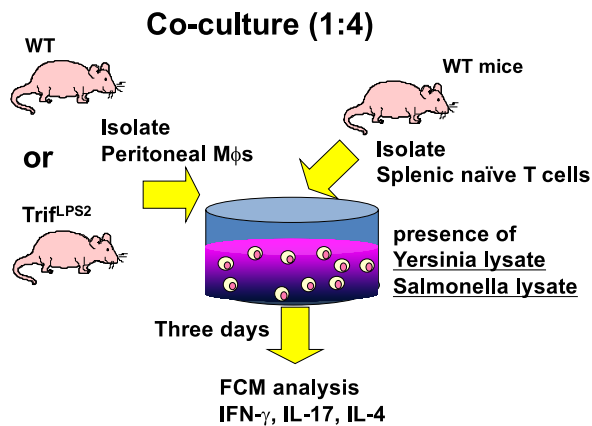 Co-culture (1:4)
WT
or
Trif^LPS2
Isolate
Peritoneal Mϕs
WT mice
Isolate
Splenic naïve T cells
presence of
Yersinia lysate
Salmonella lysate
Three days
FCM analysis
IFN-γ, IL-17, IL-4